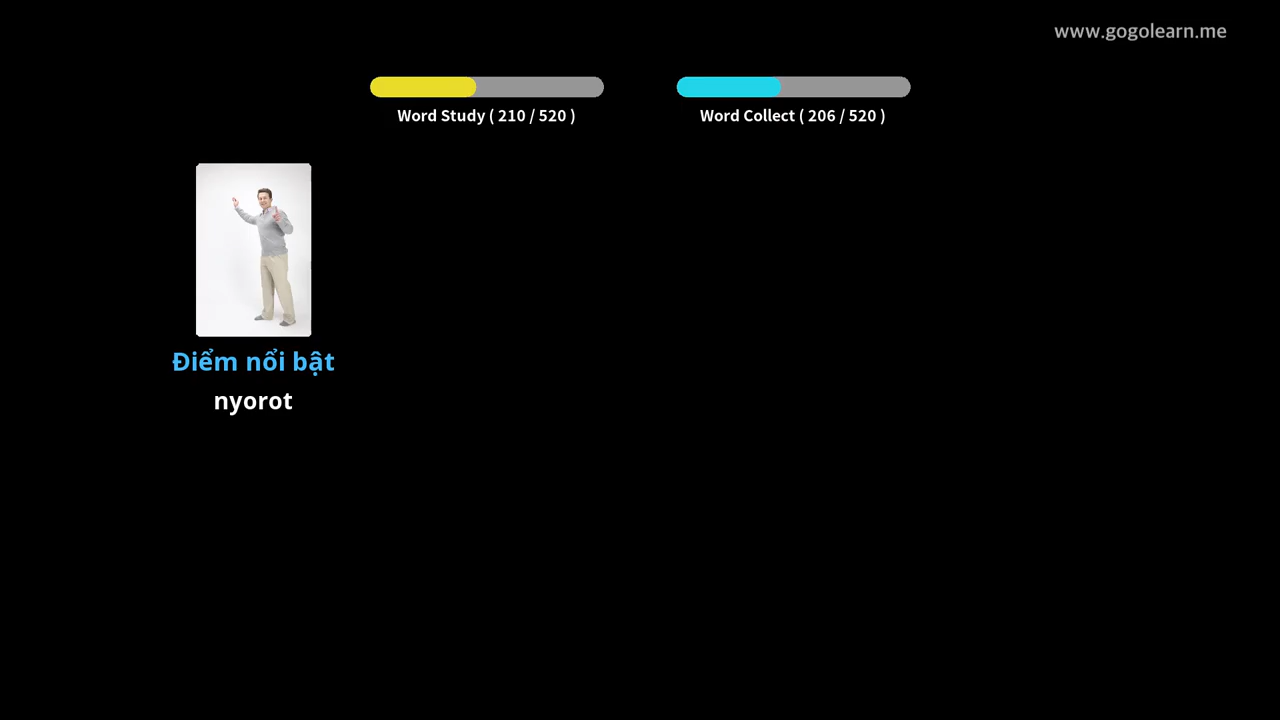 www.gogolearn.me
Word Study ( 210 / 520 )
Word Collect ( 206 / 520 )
Điểm nổi bật
nyorot